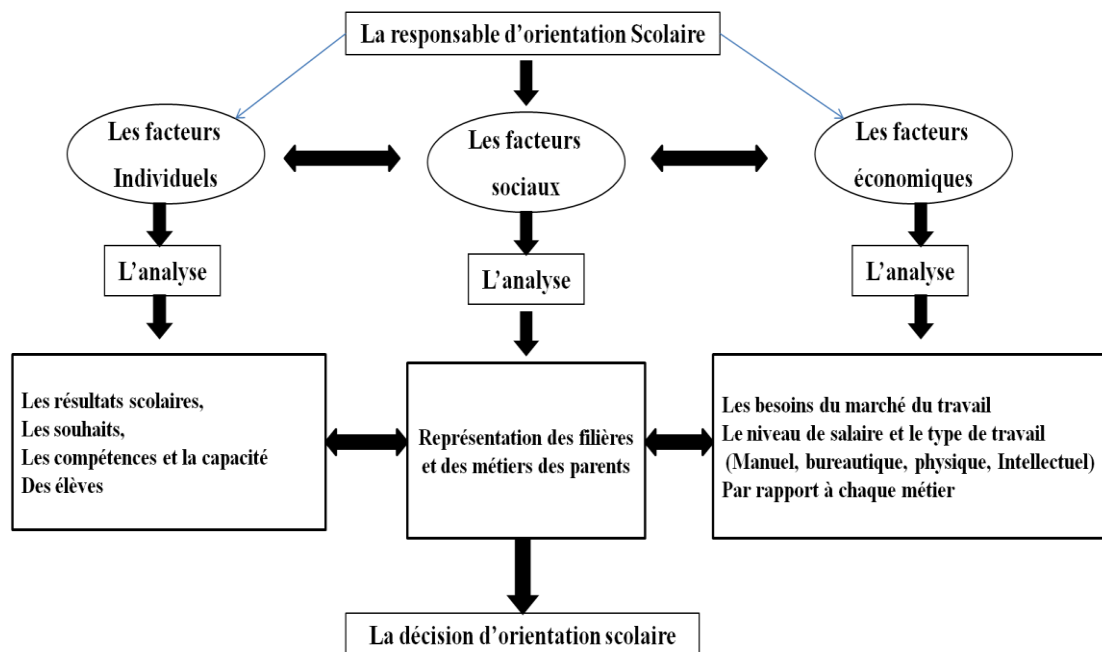 La responsable d’orientation Scolaire
Les facteurs
Individuels
Les facteurs
sociaux
Les facteurs
économiques
L’analyse
L’analyse
L’analyse
Les résultats scolaires,
Les souhaits,
Les compétences et la capacité
Des élèves
Représentation des filières
et des métiers des parents
Les besoins du marché du travail
Le niveau de salaire et le type de travail
(Manuel, bureautique, physique, Intellectuel)
Par rapport à chaque métier
La décision d’orientation scolaire